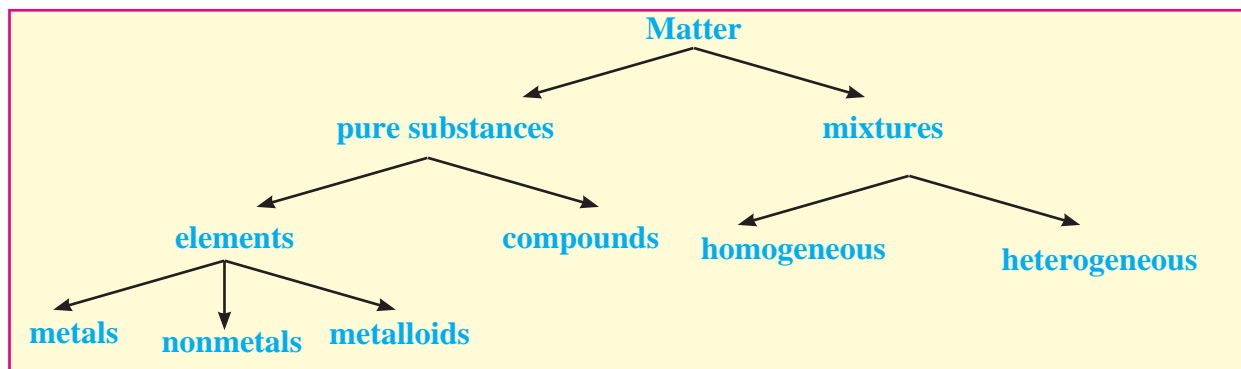 Matter
pure substances
mixtures
elements
compounds
homogeneous
heterogeneous
metals
nonmetals
metalloids